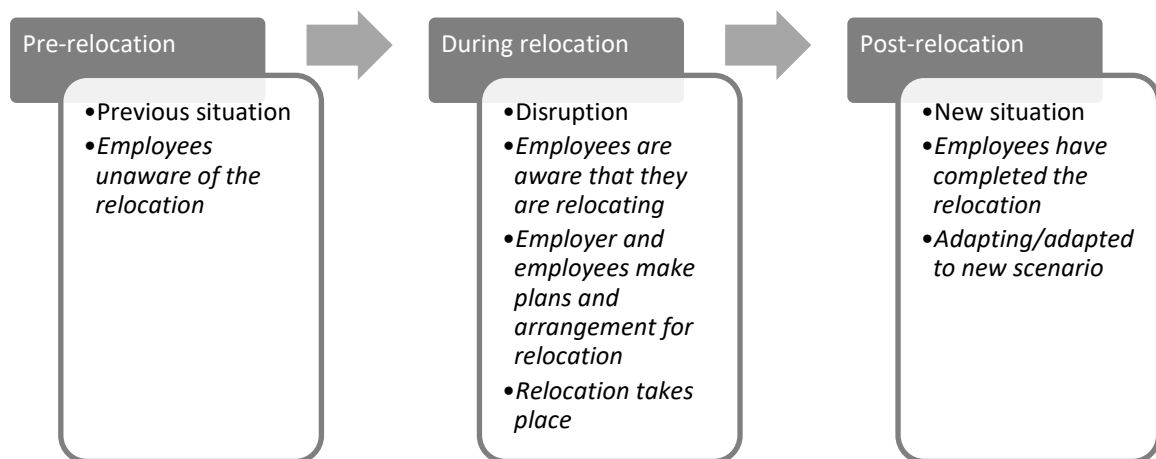 Pre-relocation
•Previous situation
•Employees
unaware of the
relocation
During relocation
•Disruption
•Employees are
aware that they
are relocating
•Employer and
employees make
plans and
arrangement for
relocation
•Relocation takes
place
Post-relocation
•New situation
•Employees have
completed the
relocation
•Adapting/adapted
to new scenario